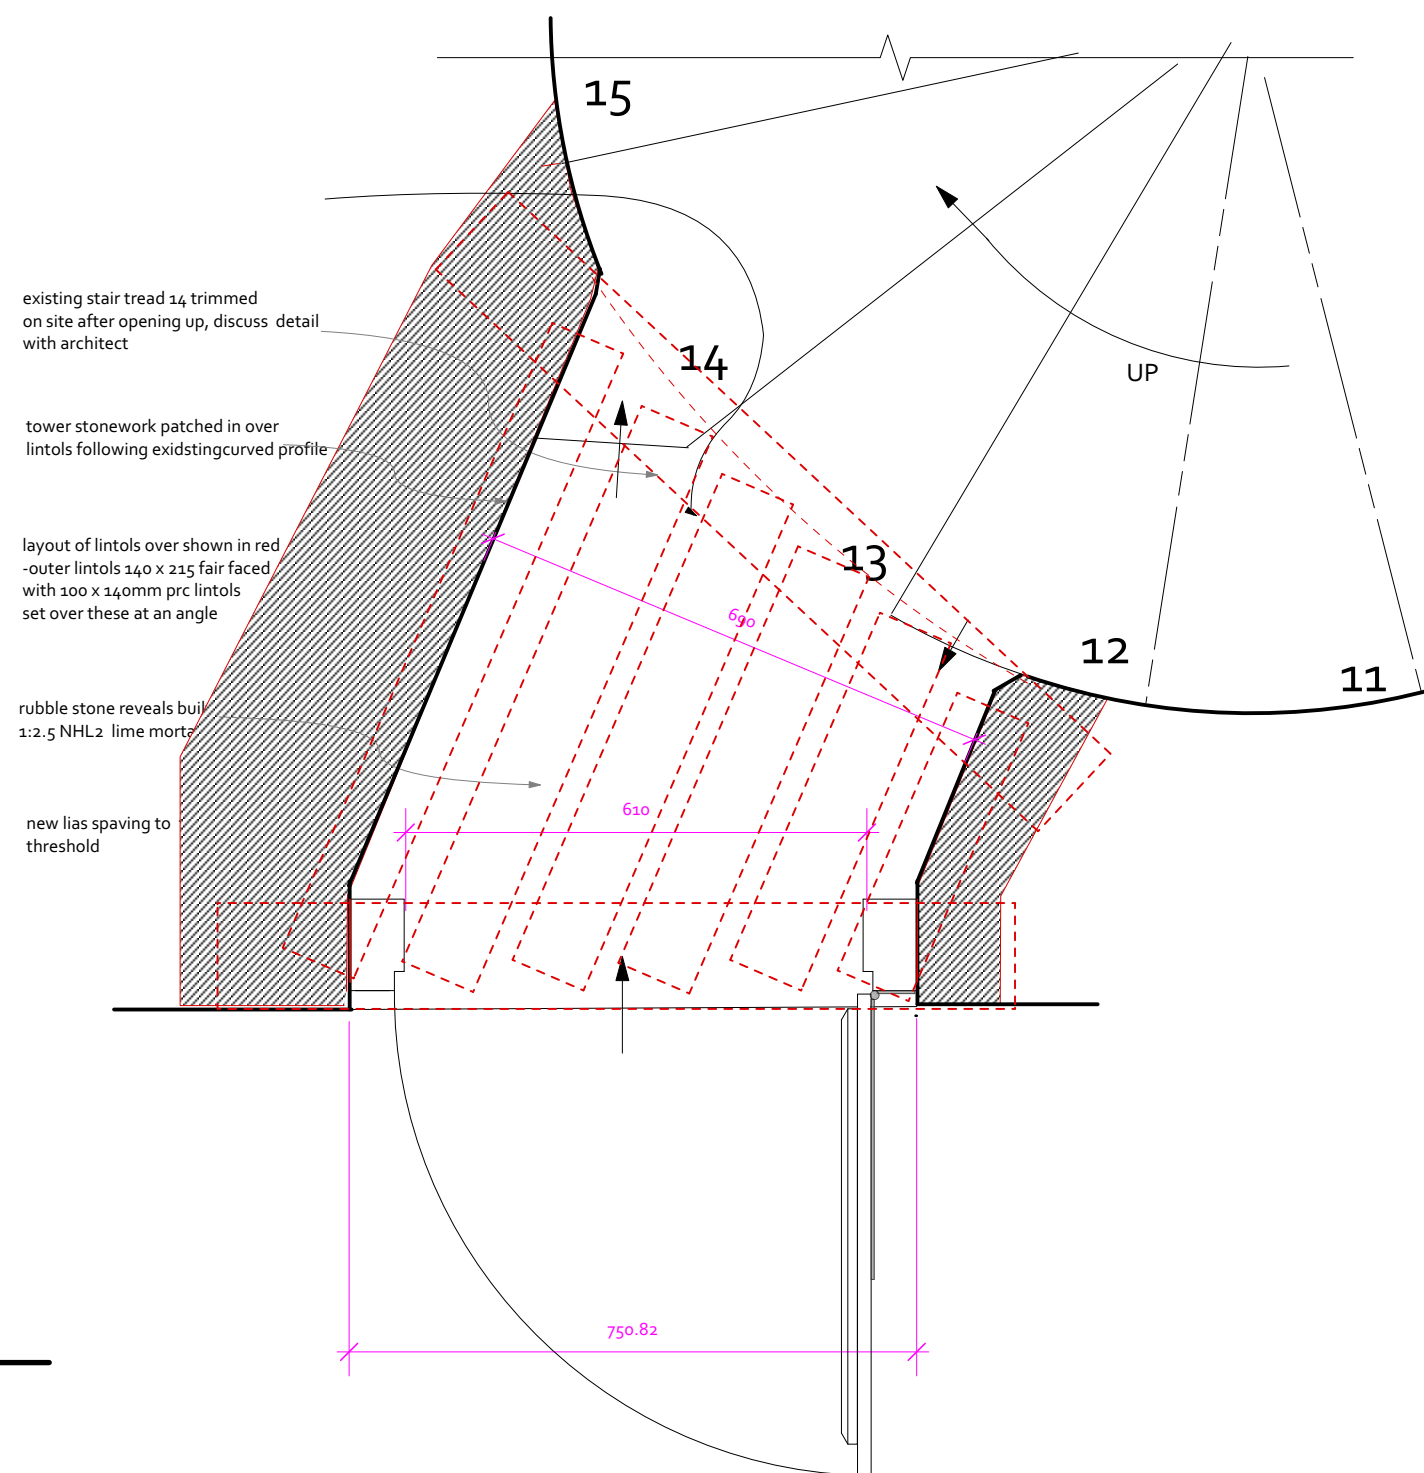 15
existing stair tread 14 trimmed
on site after opening up, discuss detail
with architect
14
UP
tower stonework patched in over
lintols following exidstingcurved profile
layout of lintols over shown in red
-outer lintols 140 x 215 fair faced
with 100 x 140mm prc lintols
set over these at an angle
13
690
12
11
rubble stone reveals buil
1:2.5 NHL2 lime morta
new lias spaving to
threshold
610
750.82